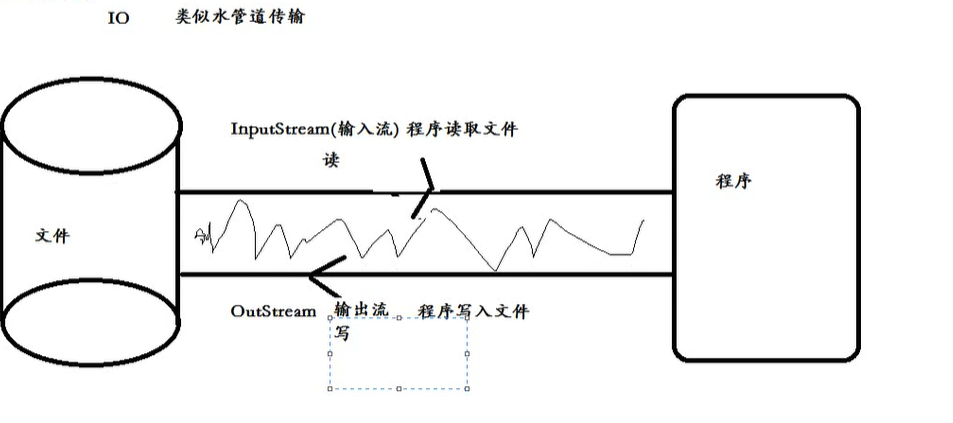 IO 类似水管道传输
InputStream(输入流) 程序读取文件
读
程序
文件
OutStream 输出流 程序写入文件
写